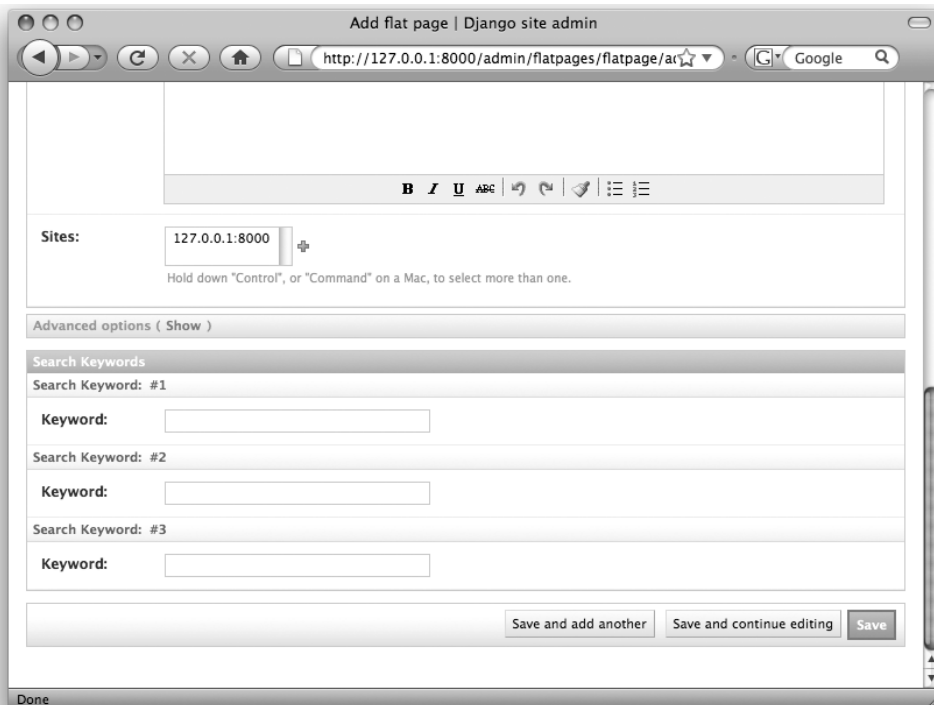 Add flat page | Django site admin
http://127.0.0.1:8000/admin/flatpages/flatpage/a
G Google
B I U ABC
Sites:
127.0.0.1:8000
Hold down "Control", or "Command" on a Mac, to select more than one.
Advanced options ( Show )
Search Keywords
Search Keyword: #1
Keyword:
Search Keyword: #2
Keyword:
Search Keyword: #3
Keyword:
Save and add another Save and continue editing Save
Done